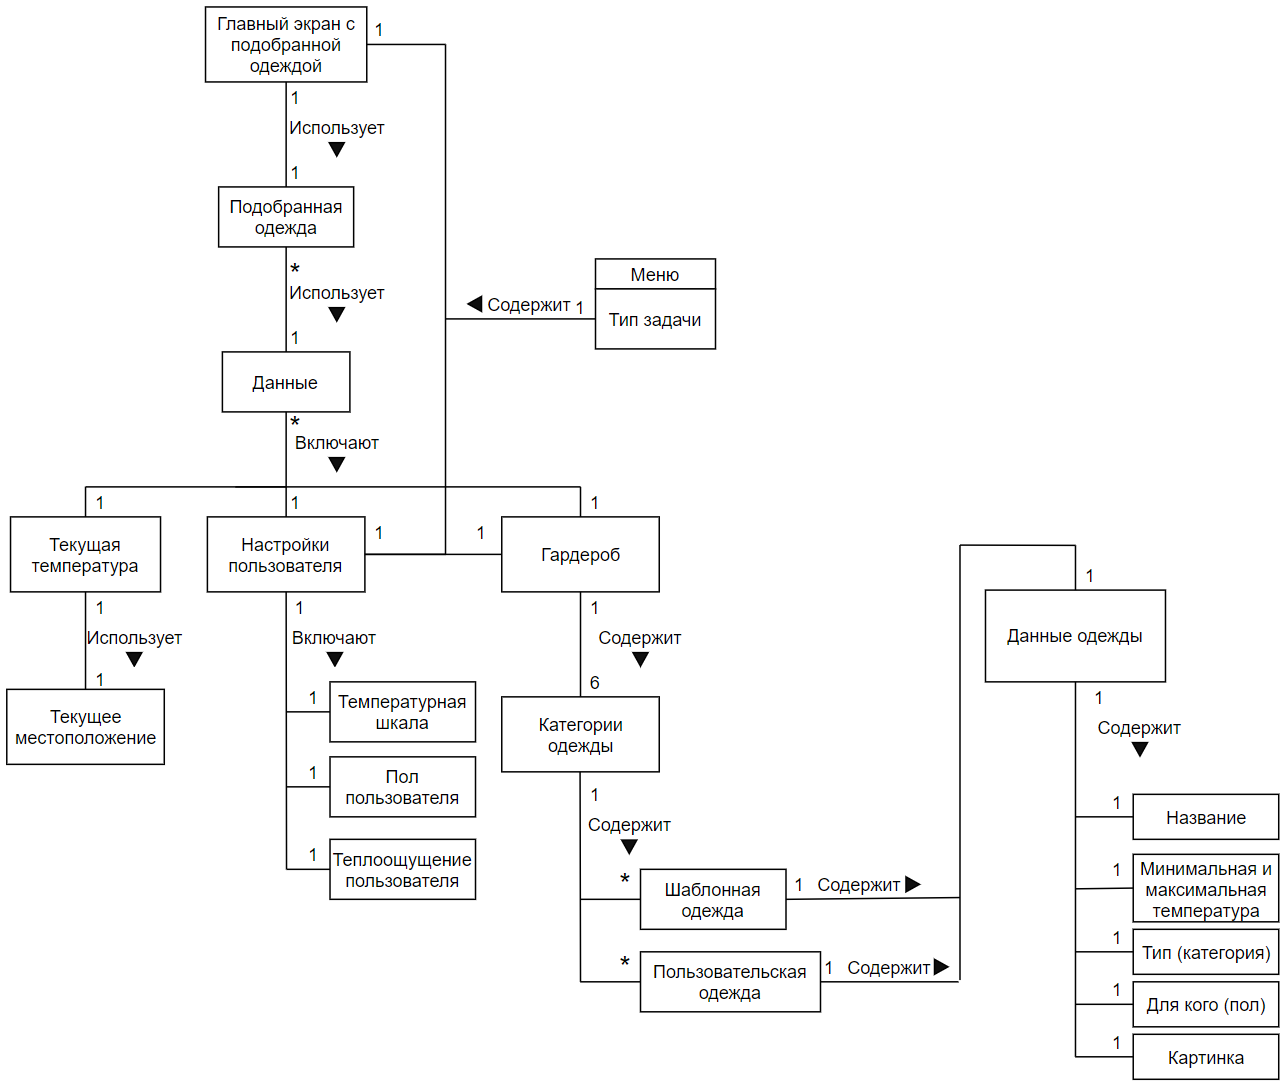 Главный экран с
подобранной
одеждой
1
1
Использует
1
Подобранная
одежда
*
Использует
1
Данные
*
Включают
Меню
Тип задачи
Содержит
1
1
1
1
Текущая
температура
Настройки
пользователя
1
1
Гардероб
1
Использует
1
Текущее
местоположение
1
Включают
1
Температурная
шкала
1
Пол
пользователя
1
Теплоощущение
пользователя
1
Содержит
6
Категории
одежды
1
Содержит
*
Шаблонная
одежда
1
Содержит
*
Пользовательская
одежда
1
Содержит
1
Данные одежды
1
Содержит
1
Название
1
Минимальная и
максимальная
температура
1
Тип (категория)
1
Для кого (пол)
1
Картинка